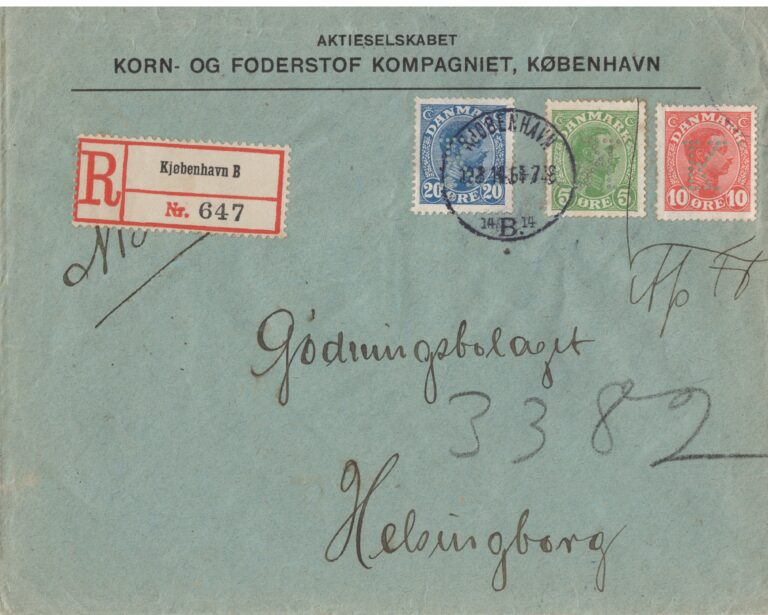 AKTIESELSKABET
KORN- OG FODERSTOF KOMPAGNIET, KØBENHAVN
DANMARK
20 ØRE 20
DANMARK
5 ØRE 5
DANMARK
10 ØRE 10
KJØBENHAVN
B.
R
Kjøbenhavn B
Nr. 647
Gödningsbolaget
3382
Helsingborg